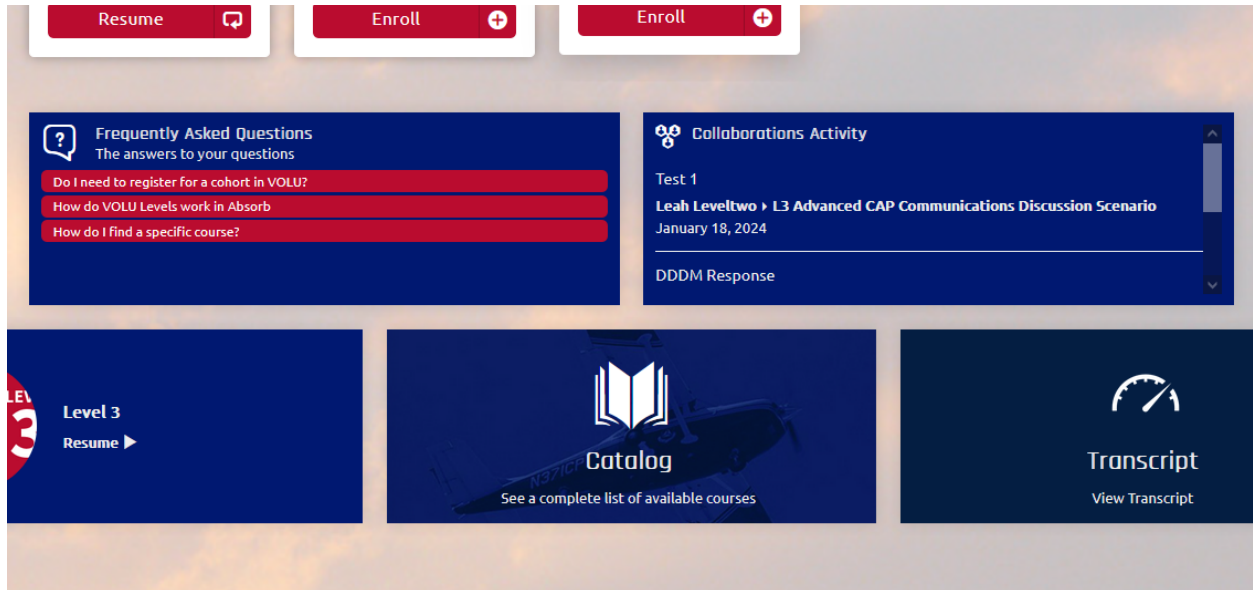 Resume
Enroll
Enroll
Frequently Asked Questions
The answers to your questions
Do I need to register for a cohort in VOLU?
How do VOLU Levels work in Absorb
How do I find a specific course?
Collaborations Activity
Test 1
Leah Leveltwo › L3 Advanced CAP Communications Discussion Scenario
January 18, 2024
DDDM Response
LEV
3
Level 3
Resume
N371CP
Catalog
See a complete list of available courses
Transcript
View Transcript